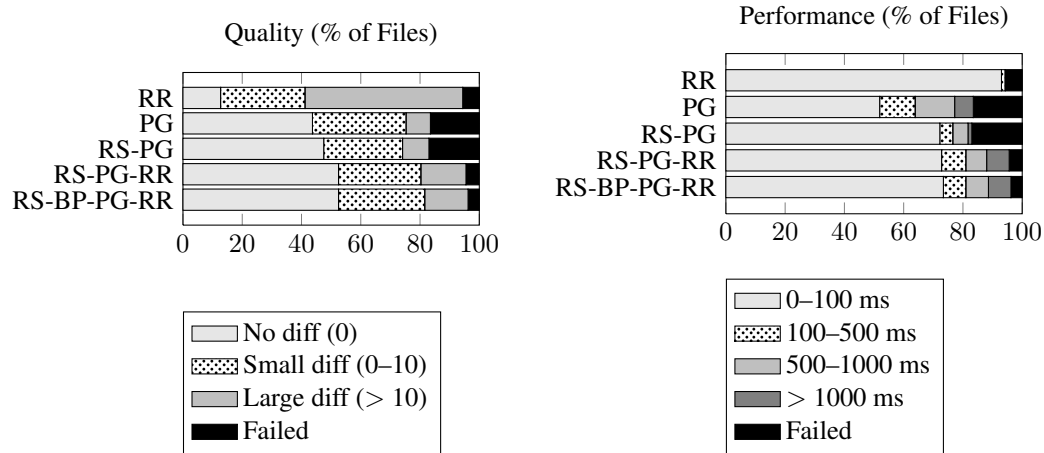 Quality (% of Files)
RR
PG
RS-PG
RS-PG-RR
RS-BP-PG-RR
0 20 40 60 80 100
No diff (0)
Small diff (0–10)
Large diff (> 10)
Failed
Performance (% of Files)
RR
PG
RS-PG
RS-PG-RR
RS-BP-PG-RR
0 20 40 60 80 100
0–100 ms
100–500 ms
500–1000 ms
> 1000 ms
Failed